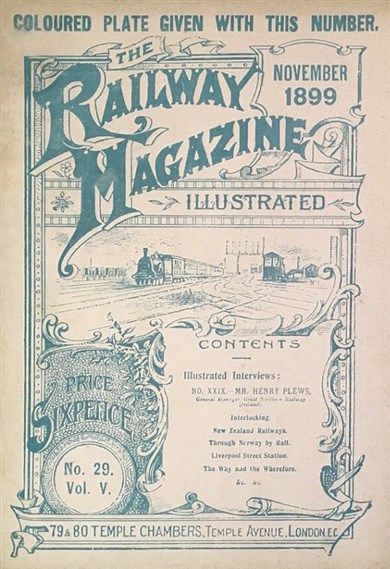 COLOURED PLATE GIVEN WITH THIS NUMBER.
THE
RAILWAY
MAGAZINE
NOVEMBER
1899
ILLUSTRATED
CONTENTS
Illustrated Interviews:
NO. XXIX.—MR. HENRY PLEWS,
General Manager, Great Northern Railway
(Ireland).
Interlocking.
New Zealand Railways.
Through Norway by Rail.
Liverpool Street Station.
The Way and the Wherefore.
&c. &c.
PRICE
SIXPENCE
No. 29.
Vol. V.
79 & 80 TEMPLE CHAMBERS, TEMPLE AVENUE, LONDON. E.C.